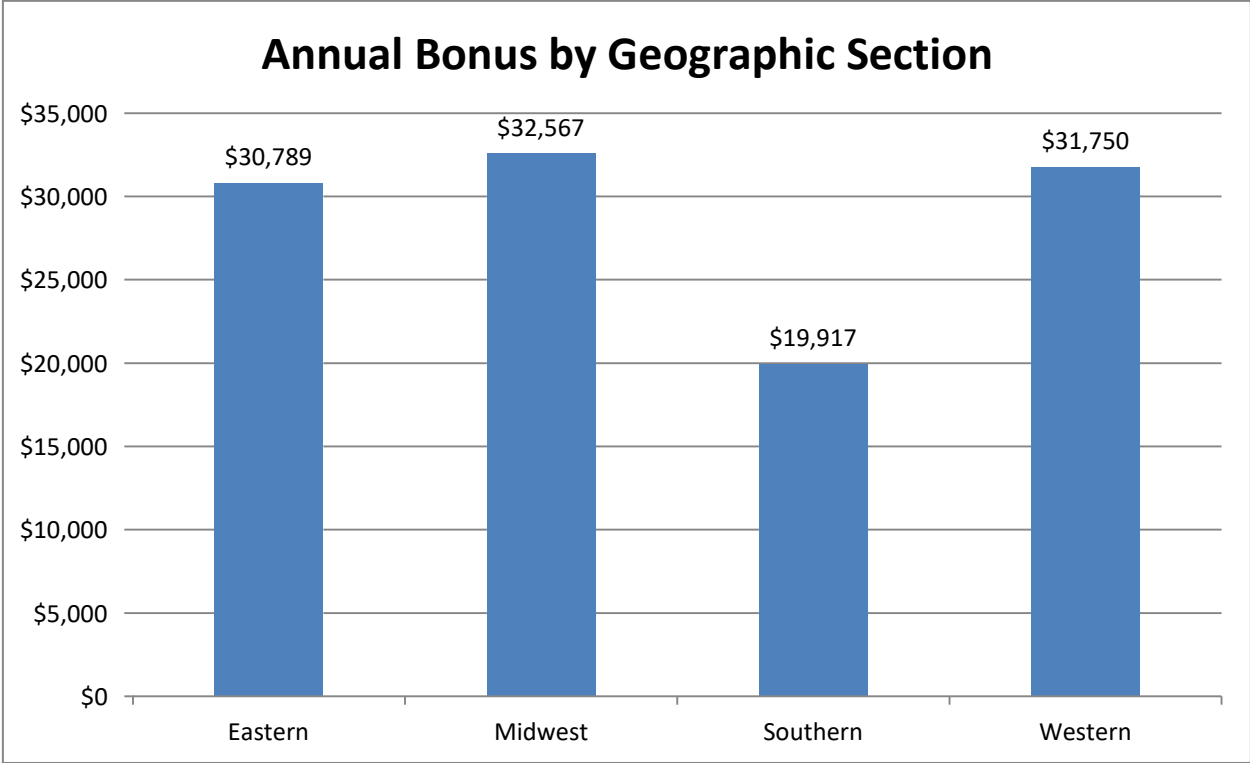 Annual Bonus by Geographic Section
$35,000
$30,000
$25,000
$20,000
$15,000
$10,000
$5,000
$0
$30,789
$32,567
$19,917
$31,750
Eastern
Midwest
Southern
Western